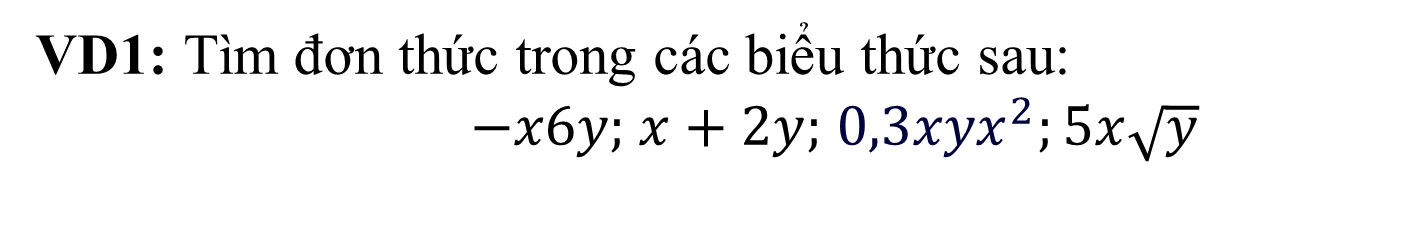 VD1: Tìm đơn thức trong các biểu thức sau:
−x6y; x + 2y; 0,3xyx²; 5x√y